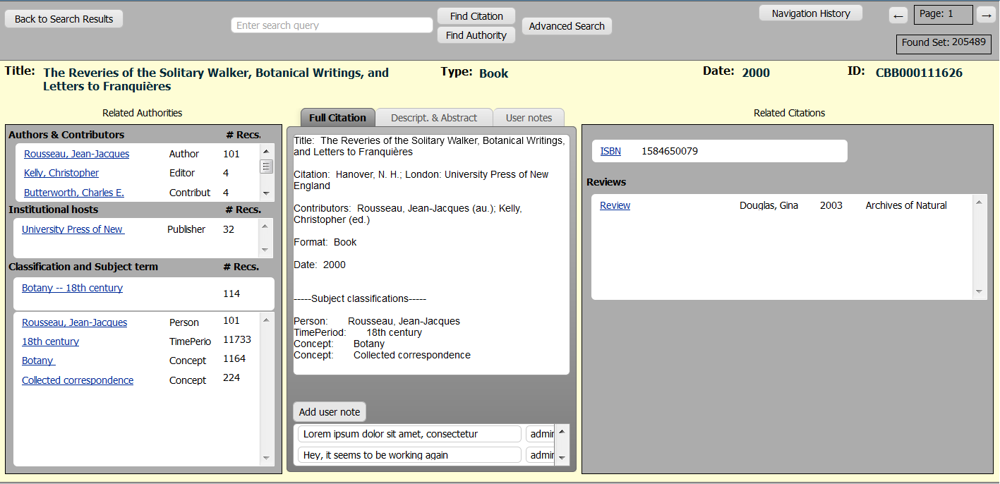 Back to Search Results
Enter search query
Find Citation
Find Authority
Advanced Search
Navigation History
← Page: 1 →
Found Set: 205489
Title: The Reveries of the Solitary Walker, Botanical Writings, and
Letters to Franquières
Type: Book
Date: 2000
ID: CBB000111626
Related Authorities
Authors & Contributors # Recs.
Rousseau, Jean-Jacques Author 101
Kelly, Christopher Editor 4
Butterworth, Charles E. Contribut 4
Institutional hosts # Recs.
University Press of New Publisher 32
Classification and Subject term # Recs.
Botany -- 18th century 114
Rousseau, Jean-Jacques Person 101
18th century TimePerio 11733
Botany Concept 1164
Collected correspondence Concept 224
Full Citation Descript. & Abstract User notes
Title: The Reveries of the Solitary Walker, Botanical Writings,
and Letters to Franquières
Citation: Hanover, N. H.; London: University Press of New
England
Contributors: Rousseau, Jean-Jacques (au.); Kelly,
Christopher (ed.)
Format: Book
Date: 2000
-----Subject classifications-----
Person: Rousseau, Jean-Jacques
TimePeriod: 18th century
Concept: Botany
Concept: Collected correspondence
Add user note
Lorem ipsum dolor sit amet, consectetur admin
Hey, it seems to be working again admin
Related Citations
ISBN 1584650079
Reviews
Review Douglas, Gina 2003 Archives of Natural